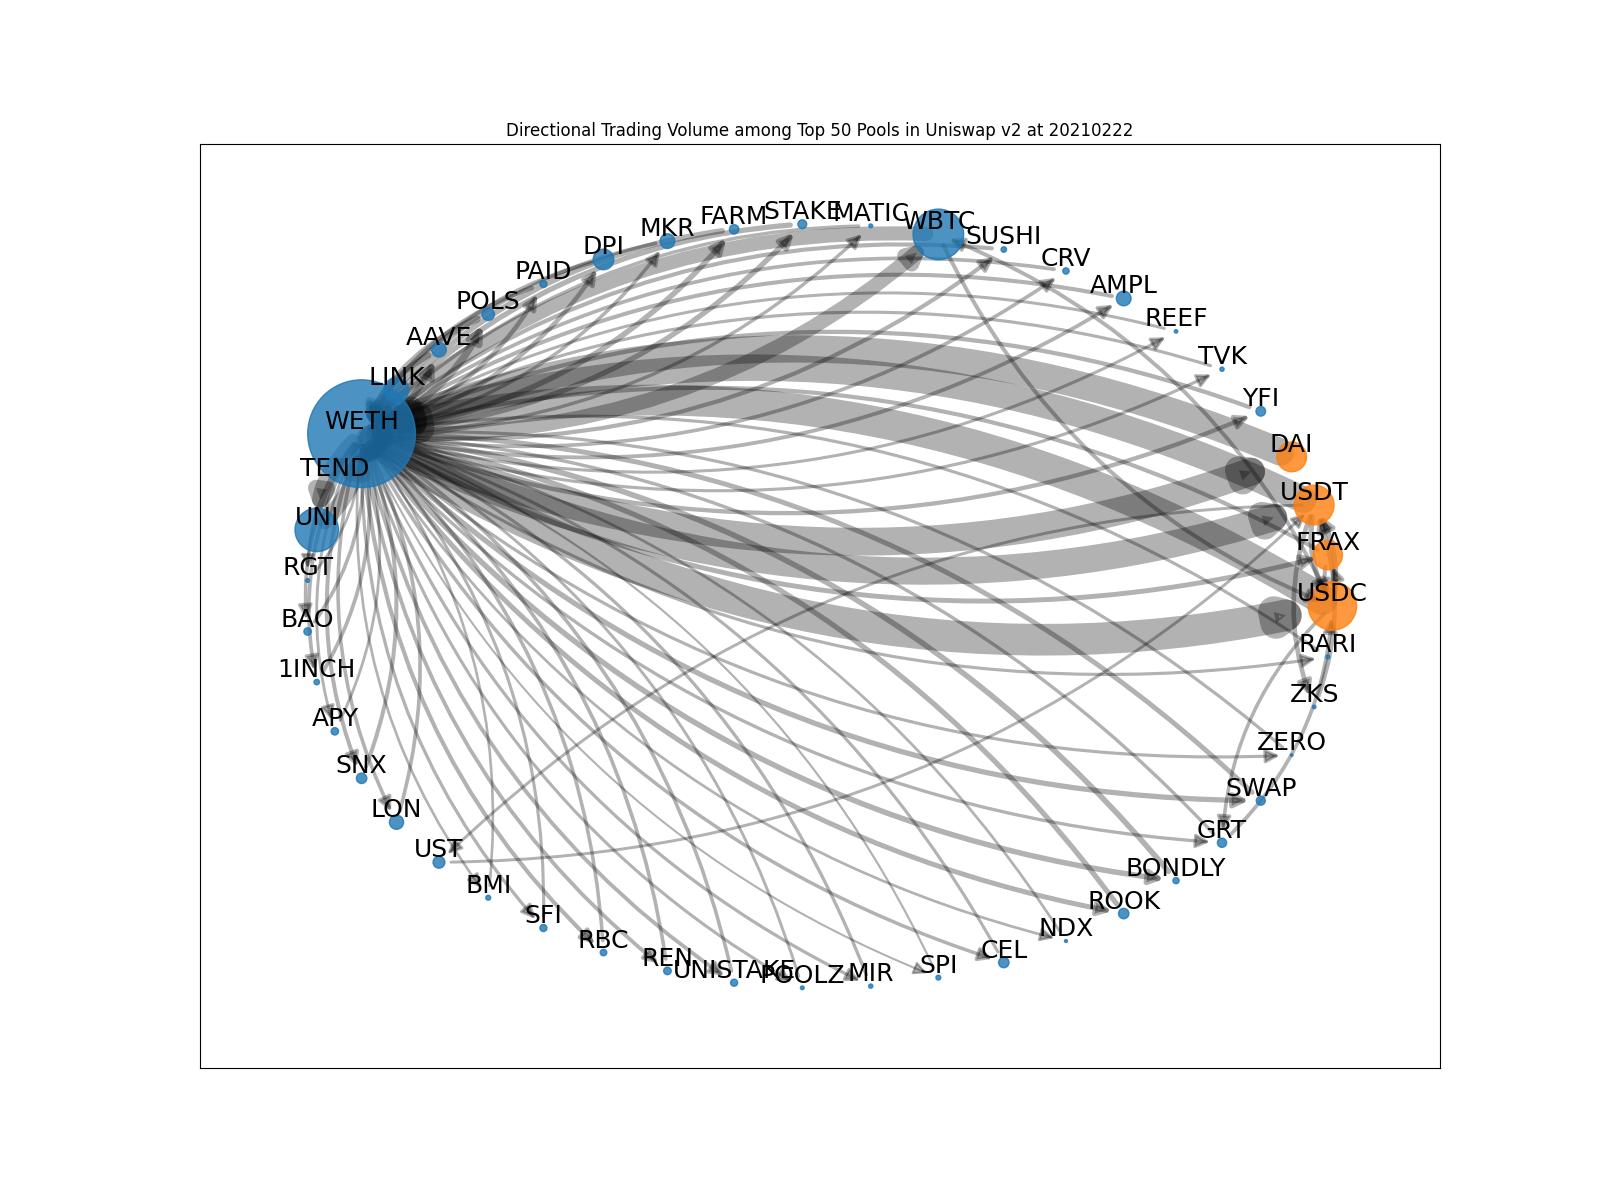 Directional Trading Volume among Top 50 Pools in Uniswap v2 at 20210222
MATIC
STAKE
FARM
MKR
DPI
PAID
POLS
AAVE
LINK
WETH
TEND
UNI
RGT
BAO
1INCH
APY
SNX
LON
UST
BMI
SFI
RBC
REN
UNISTAKE
POOLZ
MIR
SPI
CEL
NDX
ROOK
BONDLY
GRT
SWAP
ZERO
ZKS
RARI
USDC
FRAX
USDT
DAI
YFI
TVK
REEF
AMPL
CRV
SUSHI
WBTC